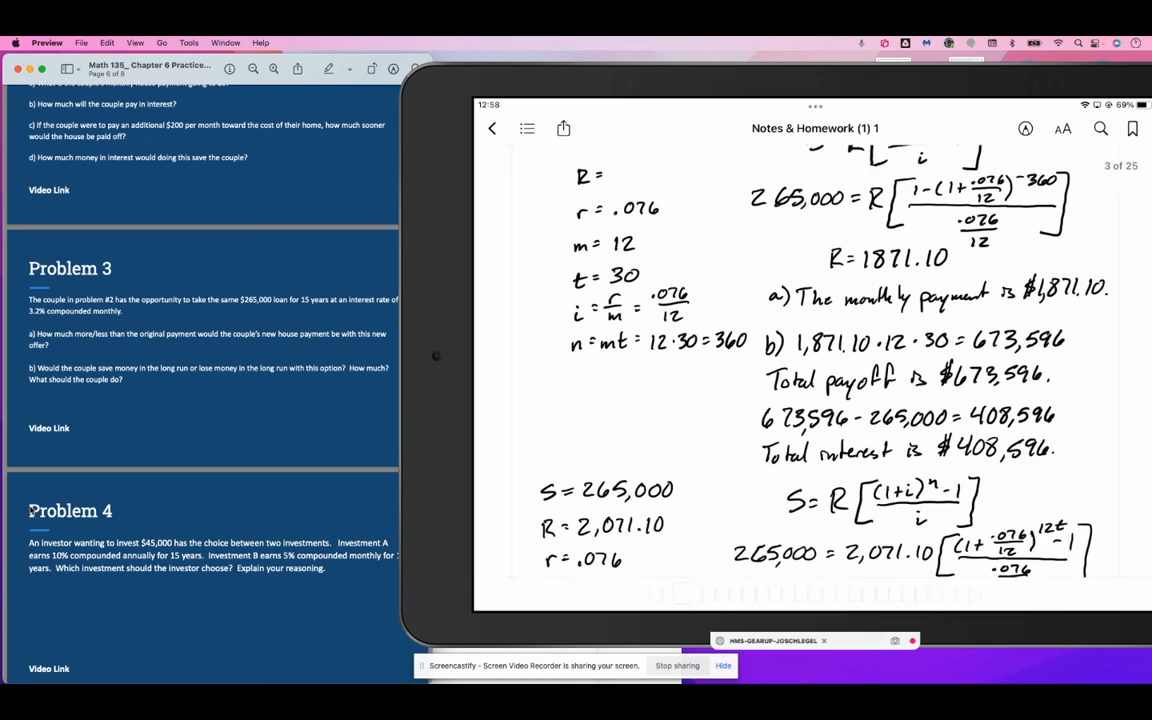 Preview File Edit View Go Tools Window Help
Math 135_ Chapter 6 Practice...
Page 6 of 8
b) How much will the couple pay in interest?
c) If the couple were to pay an additional $200 per month toward the cost of their home, how much sooner
would the house be paid off?
d) How much money in interest would doing this save the couple?
Video Link
Problem 3
The couple in problem #2 has the opportunity to take the same $265,000 loan for 15 years at an interest rate of
3.2% compounded monthly.
a) How much more/less than the original payment would the couple's new house payment be with this new
offer?
b) Would the couple save money in the long run or lose money in the long run with this option? How much?
What should the couple do?
Video Link
Problem 4
An investor wanting to invest $45,000 has the choice between two investments. Investment A
earns 10% compounded annually for 15 years. Investment B earns 5% compounded monthly for
years. Which investment should the investor choose? Explain your reasoning.
Video Link
12:58
69%
Notes & Homework (1) 1
AA
3 of 25
R =
r = .076
m = 12
t = 30
i = r/m = .076/12
n = mt = 12·30 = 360
265,000 = R [ (1-(1+.076/12)^-360) / (.076/12) ]
R = 1871.10
a) The monthly payment is $1,871.10.
b) 1,871.10·12·30 = 673,596
Total payoff is $673,596.
673,596 - 265,000 = 408,596
Total interest is $408,596.
S = 265,000
R = 2,071.10
r = .076
S = R [ ((1+i)^n - 1) / i ]
265,000 = 2,071.10 [ ((1+.076/12)^12t - 1) / .076
HMS-GEARUP-JOSCHLEGEL
Screencastify - Screen Video Recorder is sharing your screen.
Stop sharing
Hide